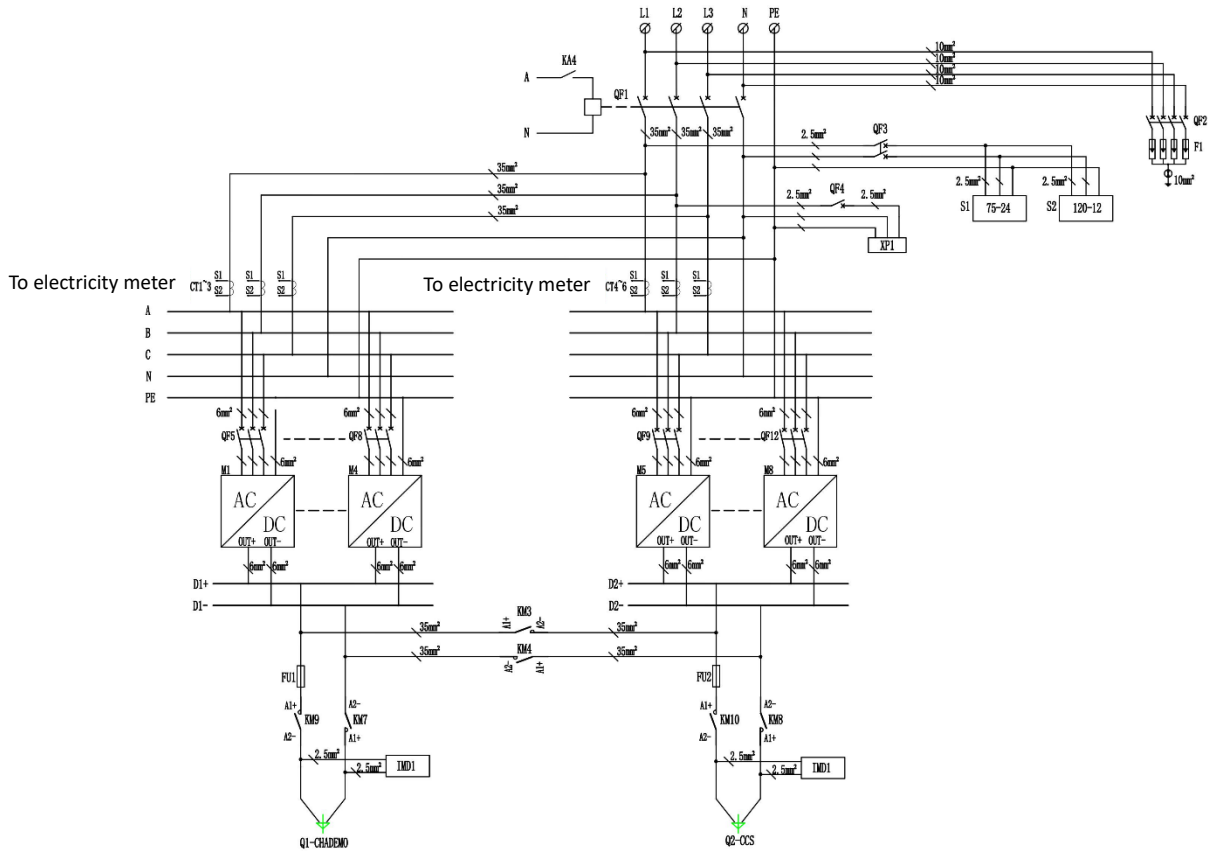 L1 L2 L3 N PE
10mm²
10mm²
10mm²
10mm²
KA4
A
QF1
N
35mm² 35mm² 35mm²
QF2
F1
10mm²
2.5mm² QF3
35mm²
35mm²
35mm²
2.5mm² 2.5mm²
S1 75-24 S2 120-12
2.5mm² QF4 2.5mm²
XP1
To electricity meter CT1~3 S1 S2 S1 S2 S1 S2
To electricity meter CT4~6 S1 S2 S1 S2 S1 S2
A
B
C
N
PE
6mm² 6mm² 6mm² 6mm²
QF5 QF8 QF9 QF12
6mm² 6mm² 6mm² 6mm²
M1 M4 M5 M8
AC AC AC AC
DC DC DC DC
OUT+ OUT- OUT+ OUT- OUT+ OUT- OUT+ OUT-
6mm² 6mm² 6mm² 6mm² 6mm² 6mm² 6mm² 6mm²
D1+ D2+
D1- D2-
35mm² A1+ KM3 A2- 35mm²
35mm² A2- KM4 A1+ 35mm²
FU1 FU2
A1+ A2- A1+ A2-
KM9 KM7 KM10 KM8
A2- A1+ A2- A1+
2.5mm² 2.5mm²
2.5mm² IMD1 2.5mm² IMD1
Q1-CHADEMO Q2-CCS